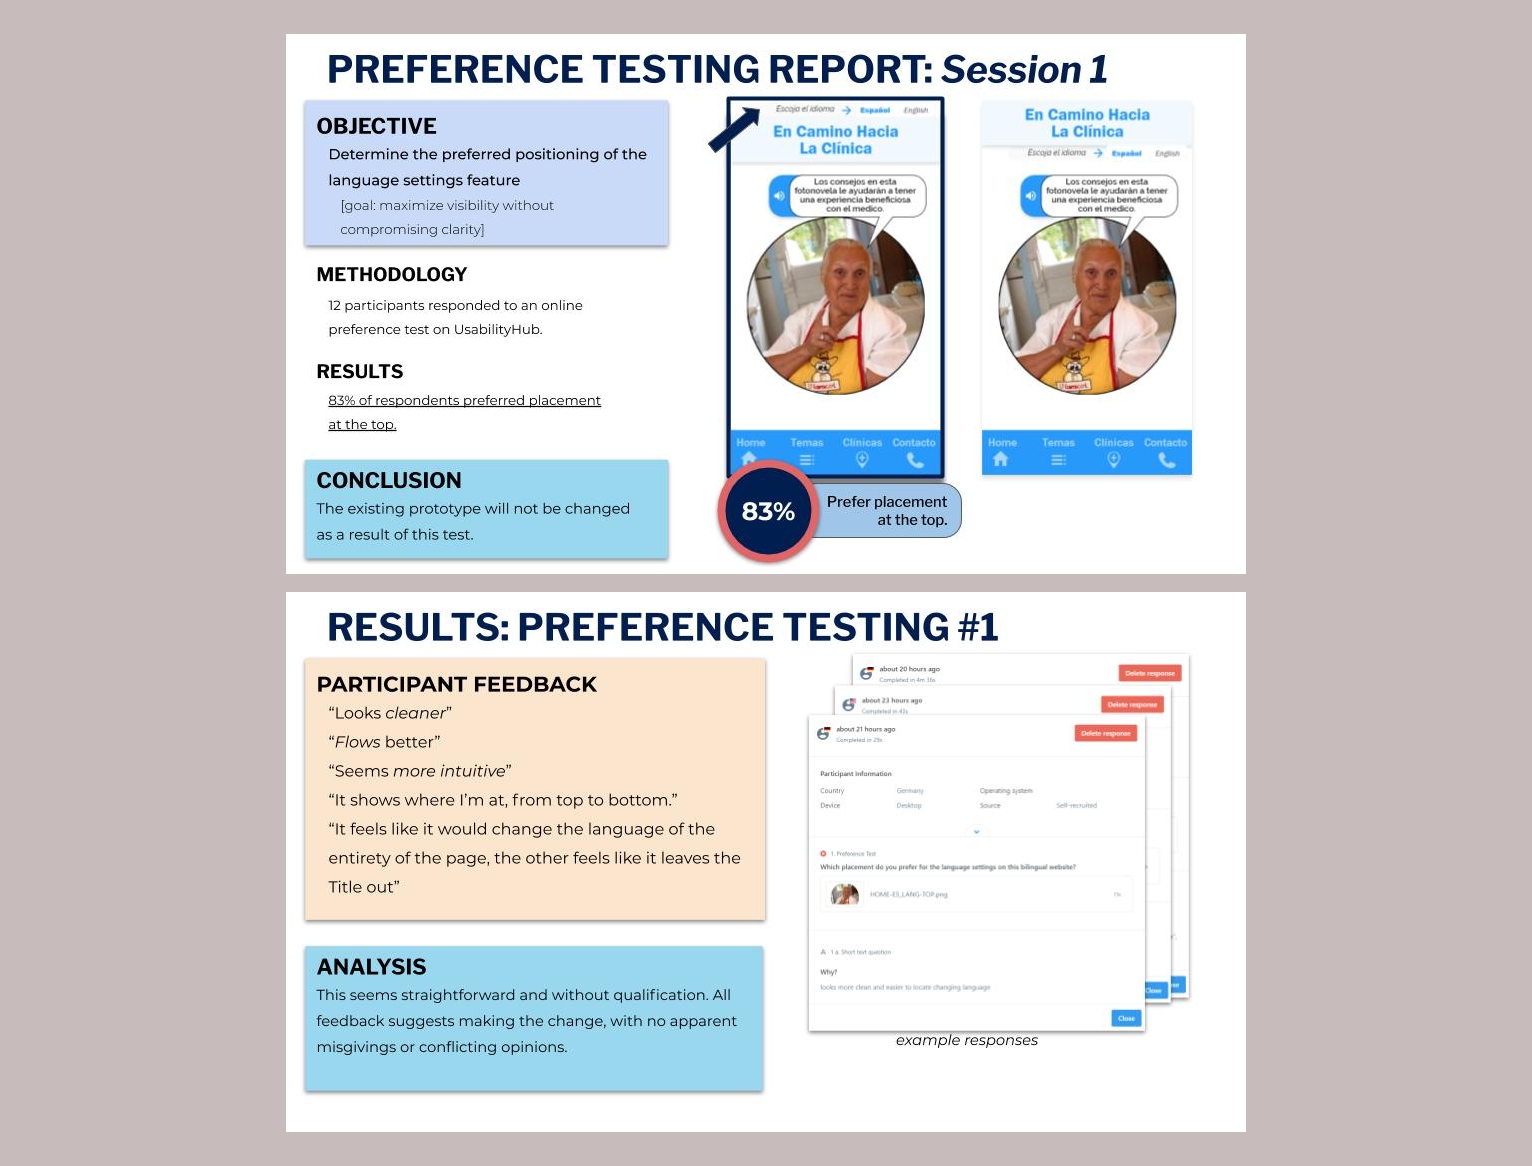 PREFERENCE TESTING REPORT: Session 1
OBJECTIVE
Determine the preferred positioning of the
language settings feature
[goal: maximize visibility without
compromising clarity]
METHODOLOGY
12 participants responded to an online
preference test on UsabilityHub.
RESULTS
83% of respondents preferred placement
at the top.
CONCLUSION
The existing prototype will not be changed
as a result of this test.
Escoja el idioma → Español English
En Camino Hacia
La Clínica
Los consejos en esta
fotonovela le ayudarán a tener
una experiencia beneficiosa
con el medico.
Home Temas Clínicas Contacto
83%
Prefer placement
at the top.
En Camino Hacia
La Clínica
Escoja el idioma → Español English
Los consejos en esta
fotonovela le ayudarán a tener
una experiencia beneficiosa
con el medico.
Home Temas Clínicas Contacto
RESULTS: PREFERENCE TESTING #1
PARTICIPANT FEEDBACK
“Looks cleaner”
“Flows better”
“Seems more intuitive”
“It shows where I’m at, from top to bottom.”
“It feels like it would change the language of the
entirety of the page, the other feels like it leaves the
Title out”
ANALYSIS
This seems straightforward and without qualification. All
feedback suggests making the change, with no apparent
misgivings or conflicting opinions.
about 20 hours ago
Completed in 4m 36s
Delete response
about 23 hours ago
Completed in 43s
Delete response
about 21 hours ago
Completed in 29s
Delete response
Participant Information
Country Germany Operating system
Device Desktop Source Self-recruited
1. Preference Test
Which placement do you prefer for the language settings on this bilingual website?
HOME-ES_LANG-TOP.png
1 a. Short text question
Why?
looks more clean and easier to locate changing language
Close
Close
example responses